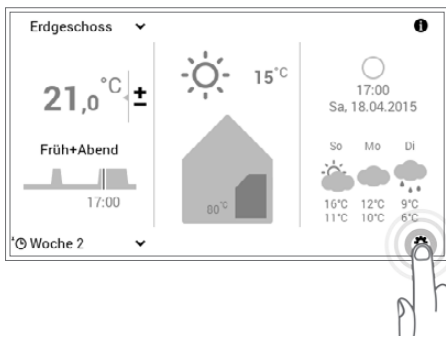 Erdgeschoss
21,0°C ±
Früh+Abend
17:00
Woche 2
15°C
80°C
17:00
Sa, 18.04.2015
So Mo Di
16°C 12°C 9°C
11°C 10°C 6°C